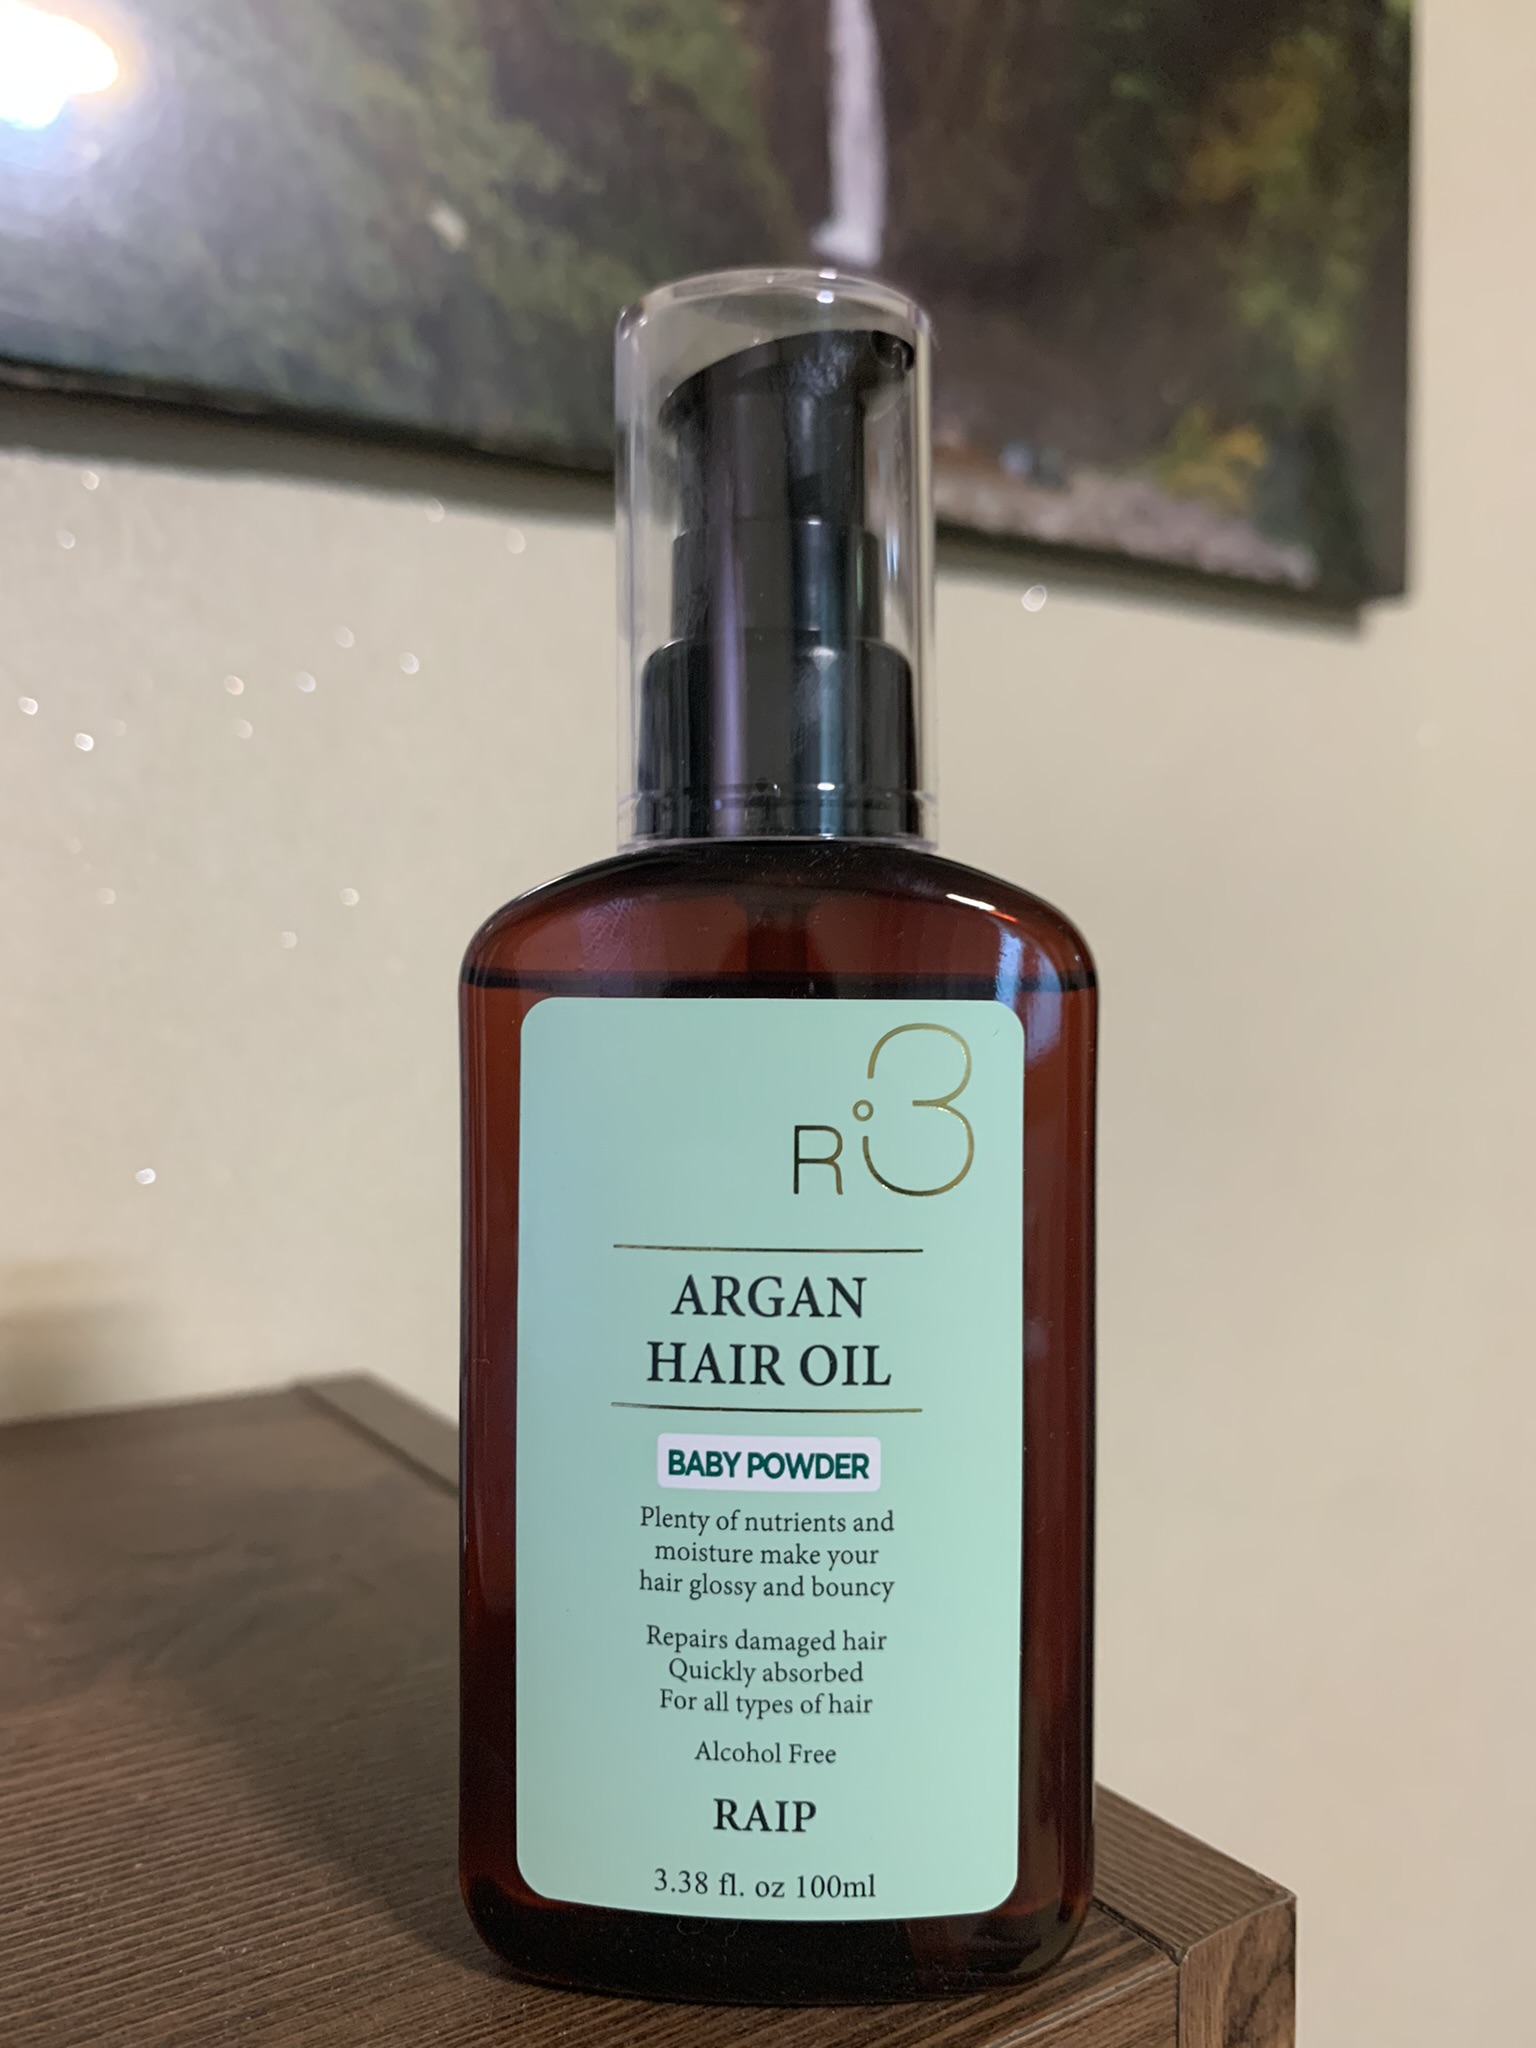 Ri3
ARGAN
HAIR OIL
BABY POWDER
Plenty of nutrients and
moisture make your
hair glossy and bouncy
Repairs damaged hair
Quickly absorbed
For all types of hair
Alcohol Free
RAIP
3.38 fl. oz 100ml